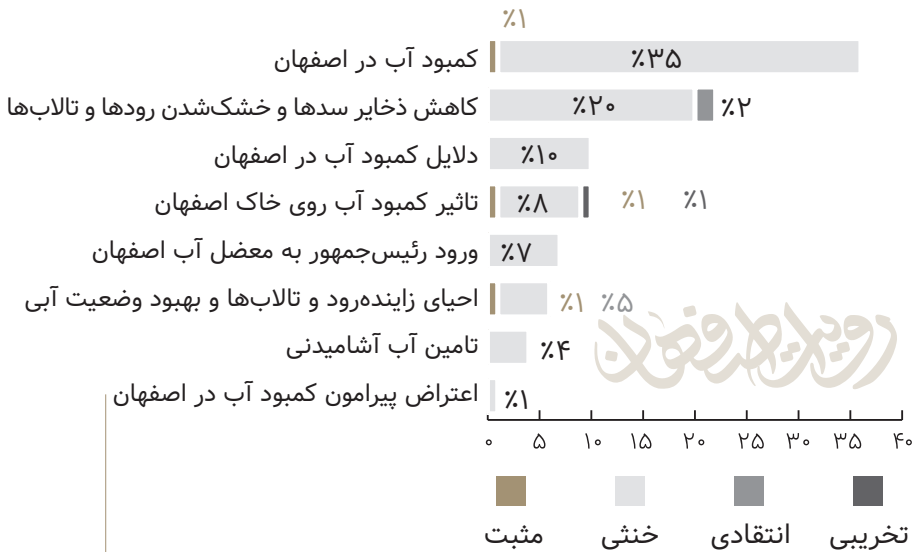 ٪۱
کمبود آب در اصفهان ٪۳۵
کاهش ذخایر سدها و خشک‌شدن رودها و تالاب‌ها ٪۲۰ ٪۲
دلایل کمبود آب در اصفهان ٪۱۰
تاثیر کمبود آب روی خاک اصفهان ٪۸ ٪۱ ٪۱
ورود رئیس‌جمهور به معضل آب اصفهان ٪۷
احیای زاینده‌رود و تالاب‌ها و بهبود وضعیت آبی ٪۱ ٪۵
تامین آب آشامیدنی ٪۴
اعتراض پیرامون کمبود آب در اصفهان ٪۱
۰ ۵ ۱۰ ۱۵ ۲۰ ۲۵ ۳۰ ۳۵ ۴۰
تخریبی انتقادی خنثی مثبت